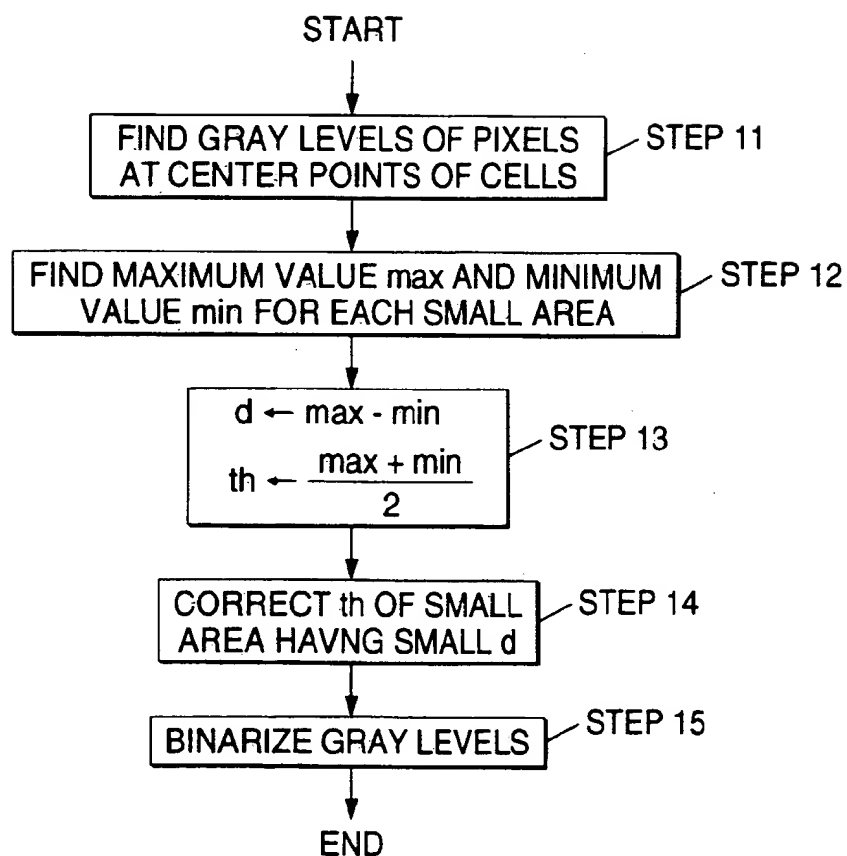 START
FIND GRAY LEVELS OF PIXELS
AT CENTER POINTS OF CELLS
STEP 11
FIND MAXIMUM VALUE max AND MINIMUM
VALUE min FOR EACH SMALL AREA
STEP 12
d ← max - min
th ← max + min
2
STEP 13
CORRECT th OF SMALL
AREA HAVNG SMALL d
STEP 14
BINARIZE GRAY LEVELS
STEP 15
END